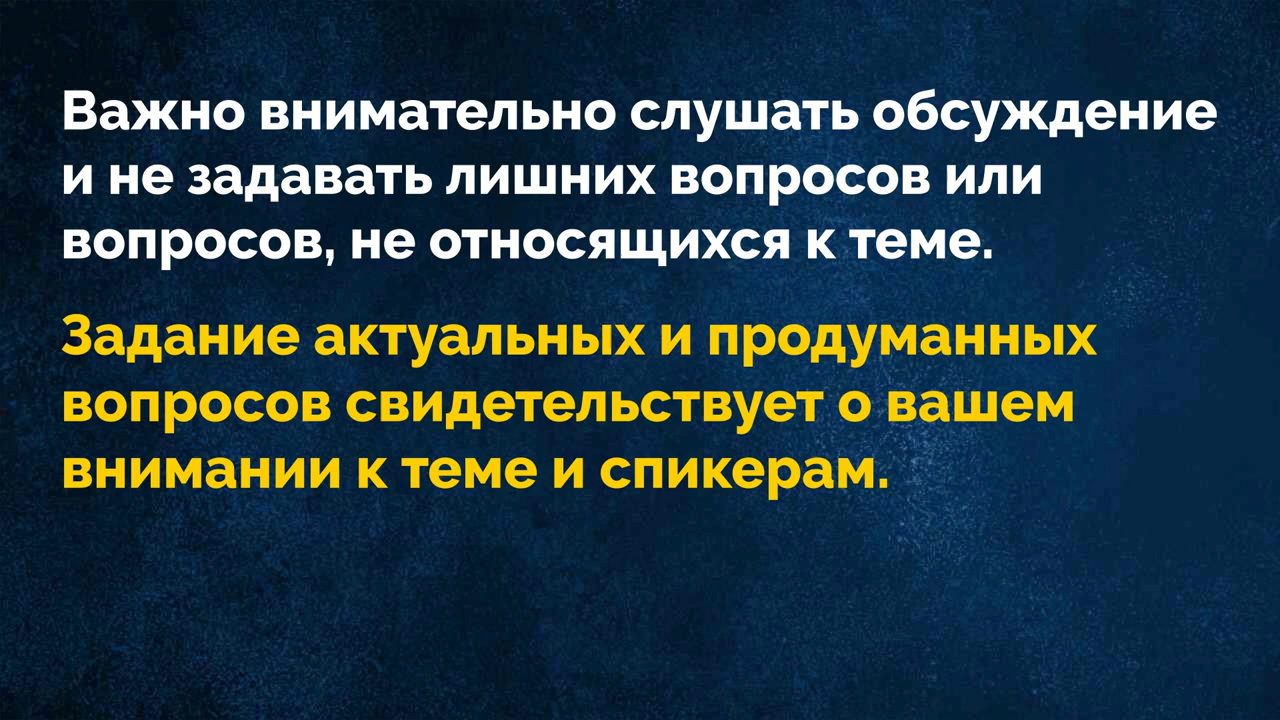 Важно внимательно слушать обсуждение
и не задавать лишних вопросов или
вопросов, не относящихся к теме.
Задание актуальных и продуманных
вопросов свидетельствует о вашем
внимании к теме и спикерам.